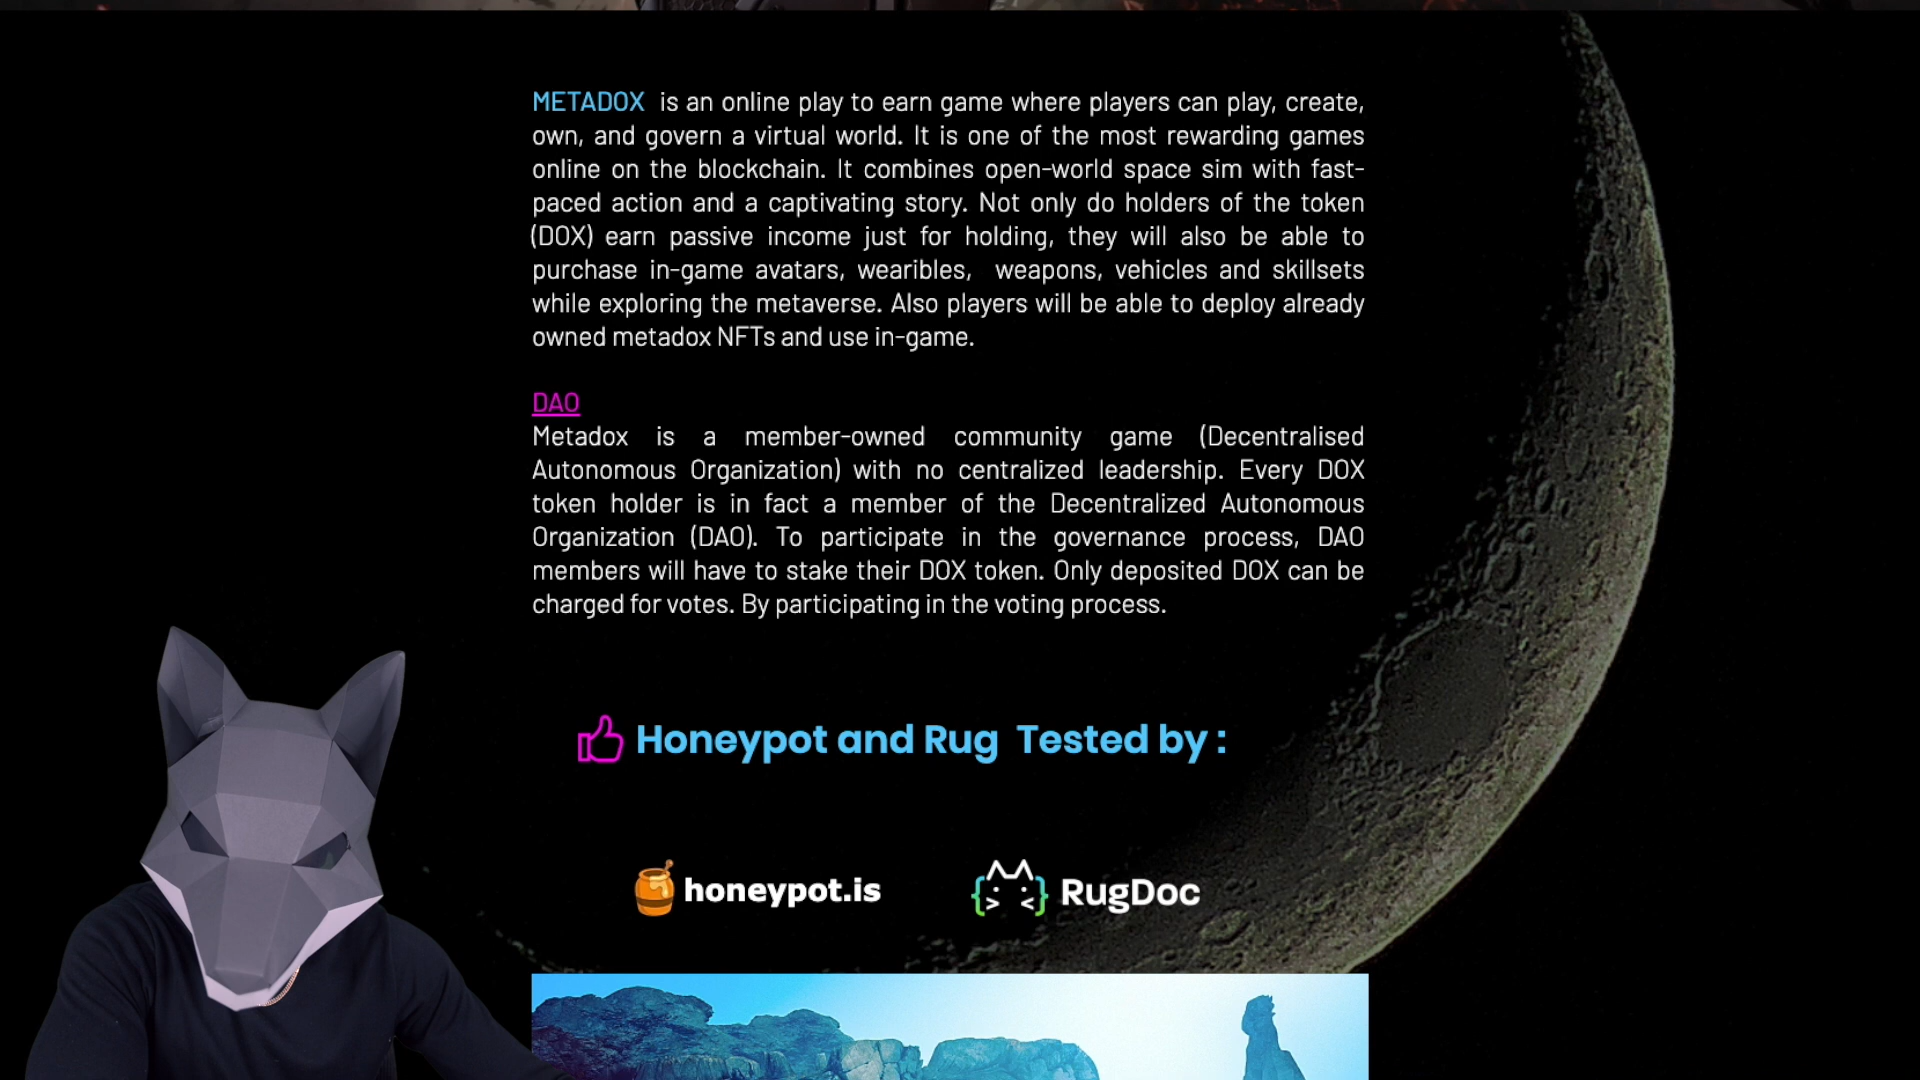 METADOX is an online play to earn game where players can play, create,
own, and govern a virtual world. It is one of the most rewarding games
online on the blockchain. It combines open-world space sim with fast-
paced action and a captivating story. Not only do holders of the token
(DOX) earn passive income just for holding, they will also be able to
purchase in-game avatars, wearibles, weapons, vehicles and skillsets
while exploring the metaverse. Also players will be able to deploy already
owned metadox NFTs and use in-game.
DAO
Metadox is a member-owned community game (Decentralised
Autonomous Organization) with no centralized leadership. Every DOX
token holder is in fact a member of the Decentralized Autonomous
Organization (DAO). To participate in the governance process, DAO
members will have to stake their DOX token. Only deposited DOX can be
charged for votes. By participating in the voting process.
Honeypot and Rug Tested by :
honeypot.is
RugDoc